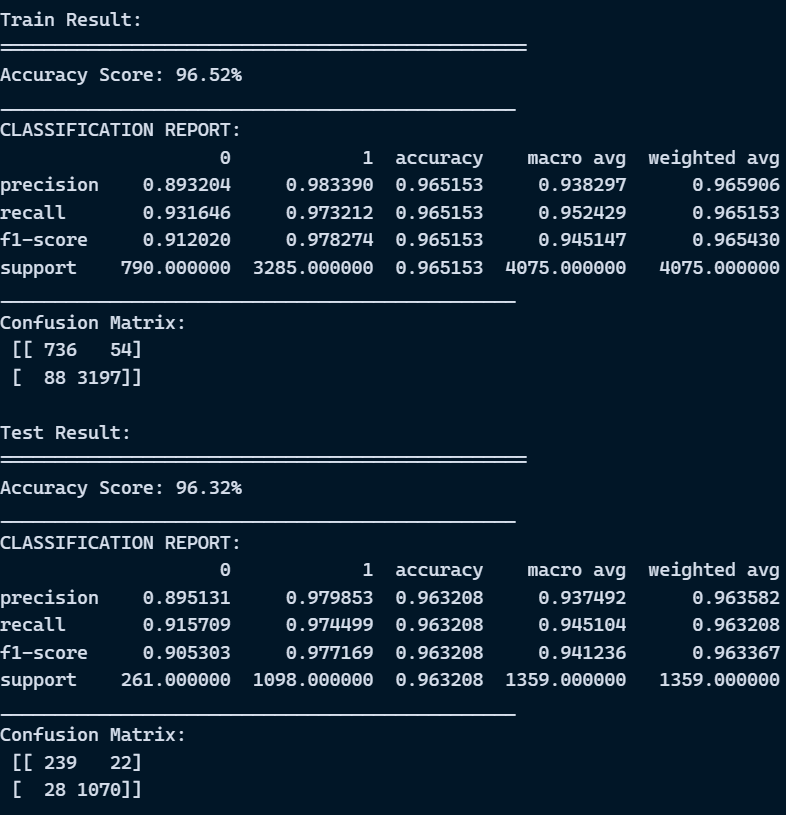 Train Result:
================================================
Accuracy Score: 96.52%
_______________________________________________
CLASSIFICATION REPORT:
                    0            1  accuracy    macro avg  weighted avg
precision    0.893204     0.983390  0.965153     0.938297      0.965906
recall       0.931646     0.973212  0.965153     0.952429      0.965153
f1-score     0.912020     0.978274  0.965153     0.945147      0.965430
support    790.000000  3285.000000  0.965153  4075.000000   4075.000000
_______________________________________________
Confusion Matrix:
 [[ 736   54]
 [  88 3197]]

Test Result:
================================================
Accuracy Score: 96.32%
_______________________________________________
CLASSIFICATION REPORT:
                    0            1  accuracy    macro avg  weighted avg
precision    0.895131     0.979853  0.963208     0.937492      0.963582
recall       0.915709     0.974499  0.963208     0.945104      0.963208
f1-score     0.905303     0.977169  0.963208     0.941236      0.963367
support    261.000000  1098.000000  0.963208  1359.000000   1359.000000
_______________________________________________
Confusion Matrix:
 [[ 239   22]
 [  28 1070]]